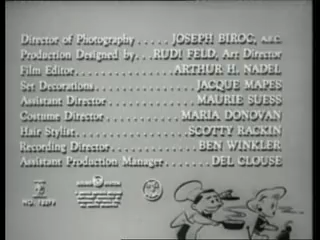 Director of Photography ..... JOSEPH BIROC, A.S.C.
Production Designed by... RUDI FELD, Art Director
Film Editor................ ARTHUR H. NADEL
Set Decorations............. JACQUE MAPES
Assistant Director........... MAURIE SUESS
Costume Director........... MARIA DONOVAN
Hair Stylist................ SCOTTY RACKIN
Recording Director........... BEN WINKLER
Assistant Production Manager....... DEL CLOUSE